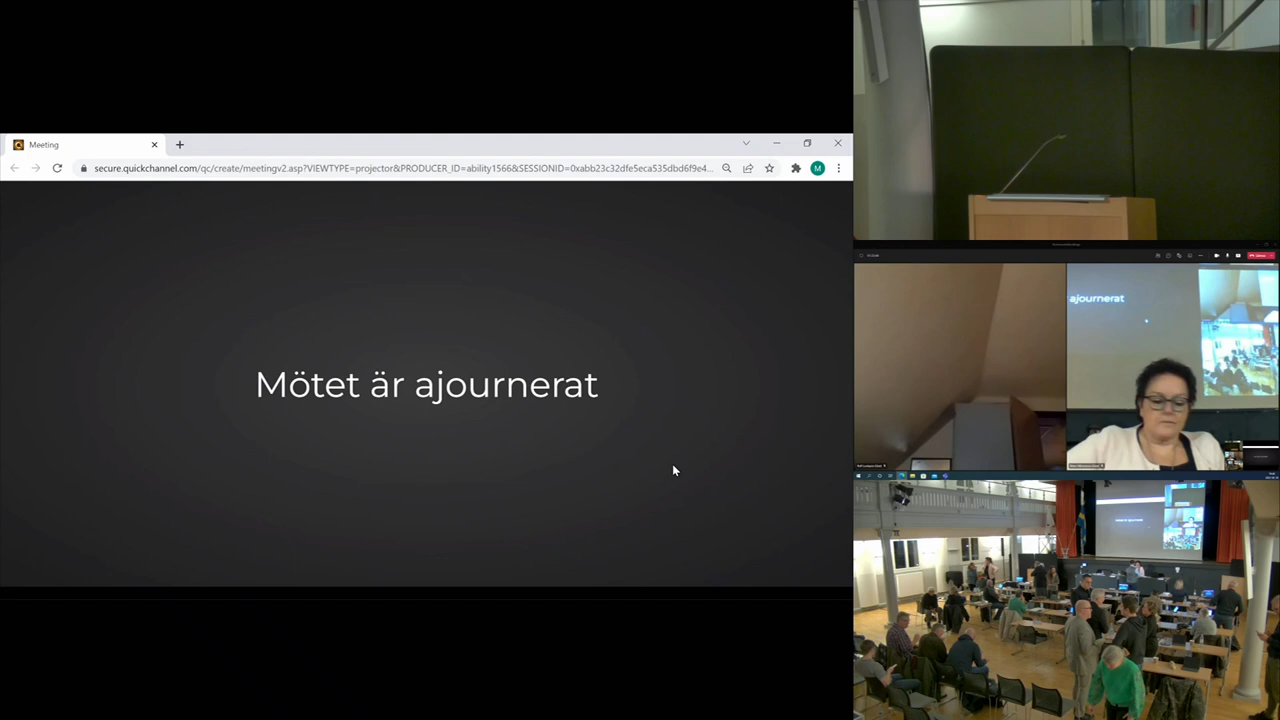 Meeting
secure.quickchannel.com/qc/create/meetingv2.asp?VIEWTYPE=projector&PRODUCER_ID=ability1566&SESSIONID=0xabb23c32dfe5eca535dbd6f9e4...
M
Mötet är ajournerat
ajournerat